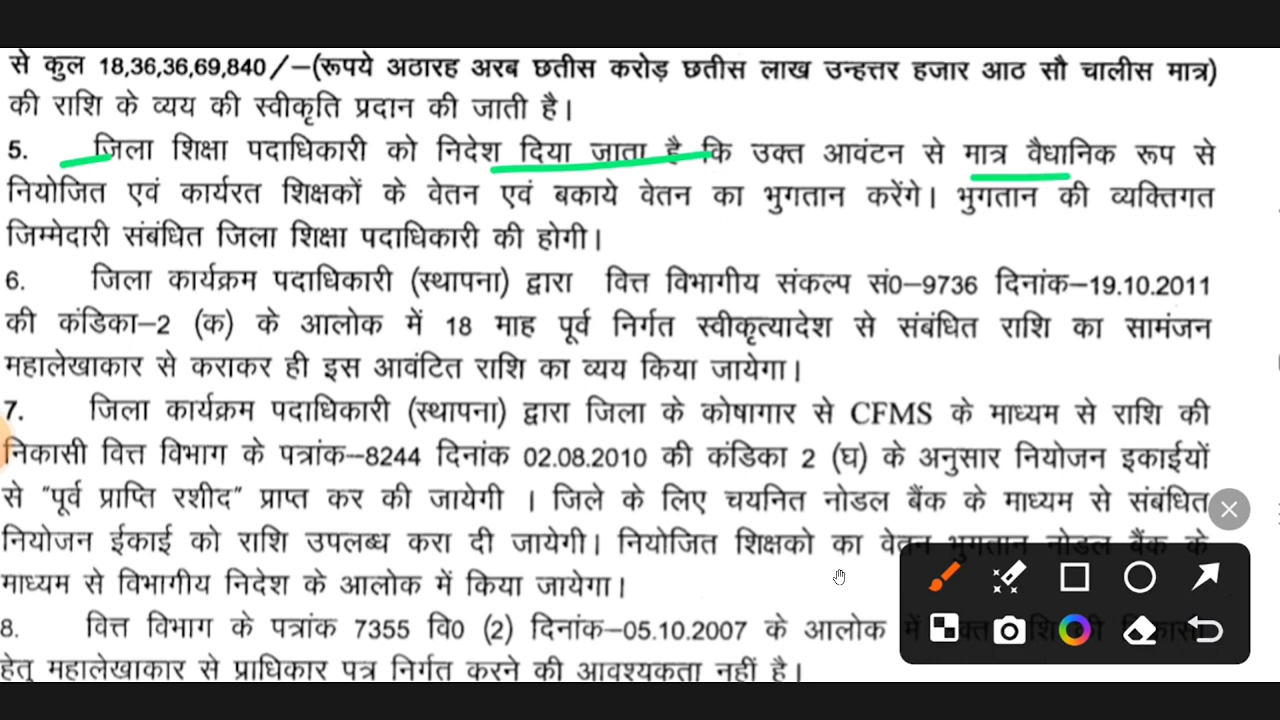 से कुल 18,36,36,69,840/–(रूपये अठारह अरब छतीस करोड़ छतीस लाख उन्हत्तर हजार आठ सौ चालीस मात्र)
की राशि के व्यय की स्वीकृति प्रदान की जाती है।
5. जिला शिक्षा पदाधिकारी को निदेश दिया जाता है कि उक्त आवंटन से मात्र वैधानिक रूप से
नियोजित एवं कार्यरत शिक्षकों के वेतन एवं बकाये वेतन का भुगतान करेंगे। भुगतान की व्यक्तिगत
जिम्मेदारी संबंधित जिला शिक्षा पदाधिकारी की होगी।
6. जिला कार्यक्रम पदाधिकारी (स्थापना) द्वारा वित्त विभागीय संकल्प सं0–9736 दिनांक–19.10.2011
की कंडिका–2 (क) के आलोक में 18 माह पूर्व निर्गत स्वीकृत्यादेश से संबंधित राशि का सामंजन
महालेखाकार से कराकर ही इस आवंटित राशि का व्यय किया जायेगा।
7. जिला कार्यक्रम पदाधिकारी (स्थापना) द्वारा जिला के कोषागार से CFMS के माध्यम से राशि की
निकासी वित्त विभाग के पत्रांक–8244 दिनांक 02.08.2010 की कंडिका 2 (घ) के अनुसार नियोजन इकाईयों
से "पूर्व प्राप्ति रशीद" प्राप्त कर की जायेगी । जिले के लिए चयनित नोडल बैंक के माध्यम से संबंधित
नियोजन ईकाई को राशि उपलब्ध करा दी जायेगी। नियोजित शिक्षको का वेतन भुगतान नोडल बैंक के
माध्यम से विभागीय निदेश के आलोक में किया जायेगा।
8. वित्त विभाग के पत्रांक 7355 वि0 (2) दिनांक–05.10.2007 के आलोक में
हेतु महालेखाकार से प्राधिकार पत्र निर्गत करने की आवश्यकता नहीं है।